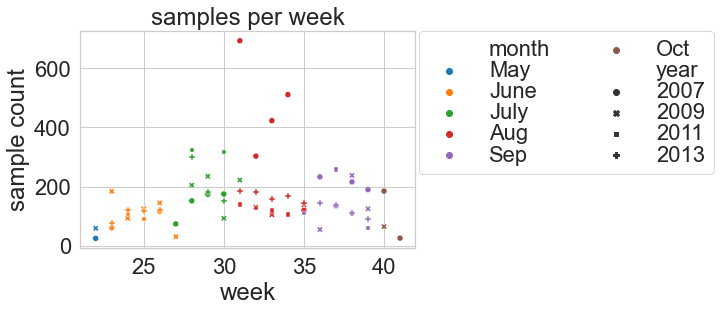 samples per week
sample count
600
400
200
0
25
30
35
40
week
month
May
June
July
Aug
Sep
Oct
year
2007
2009
2011
2013